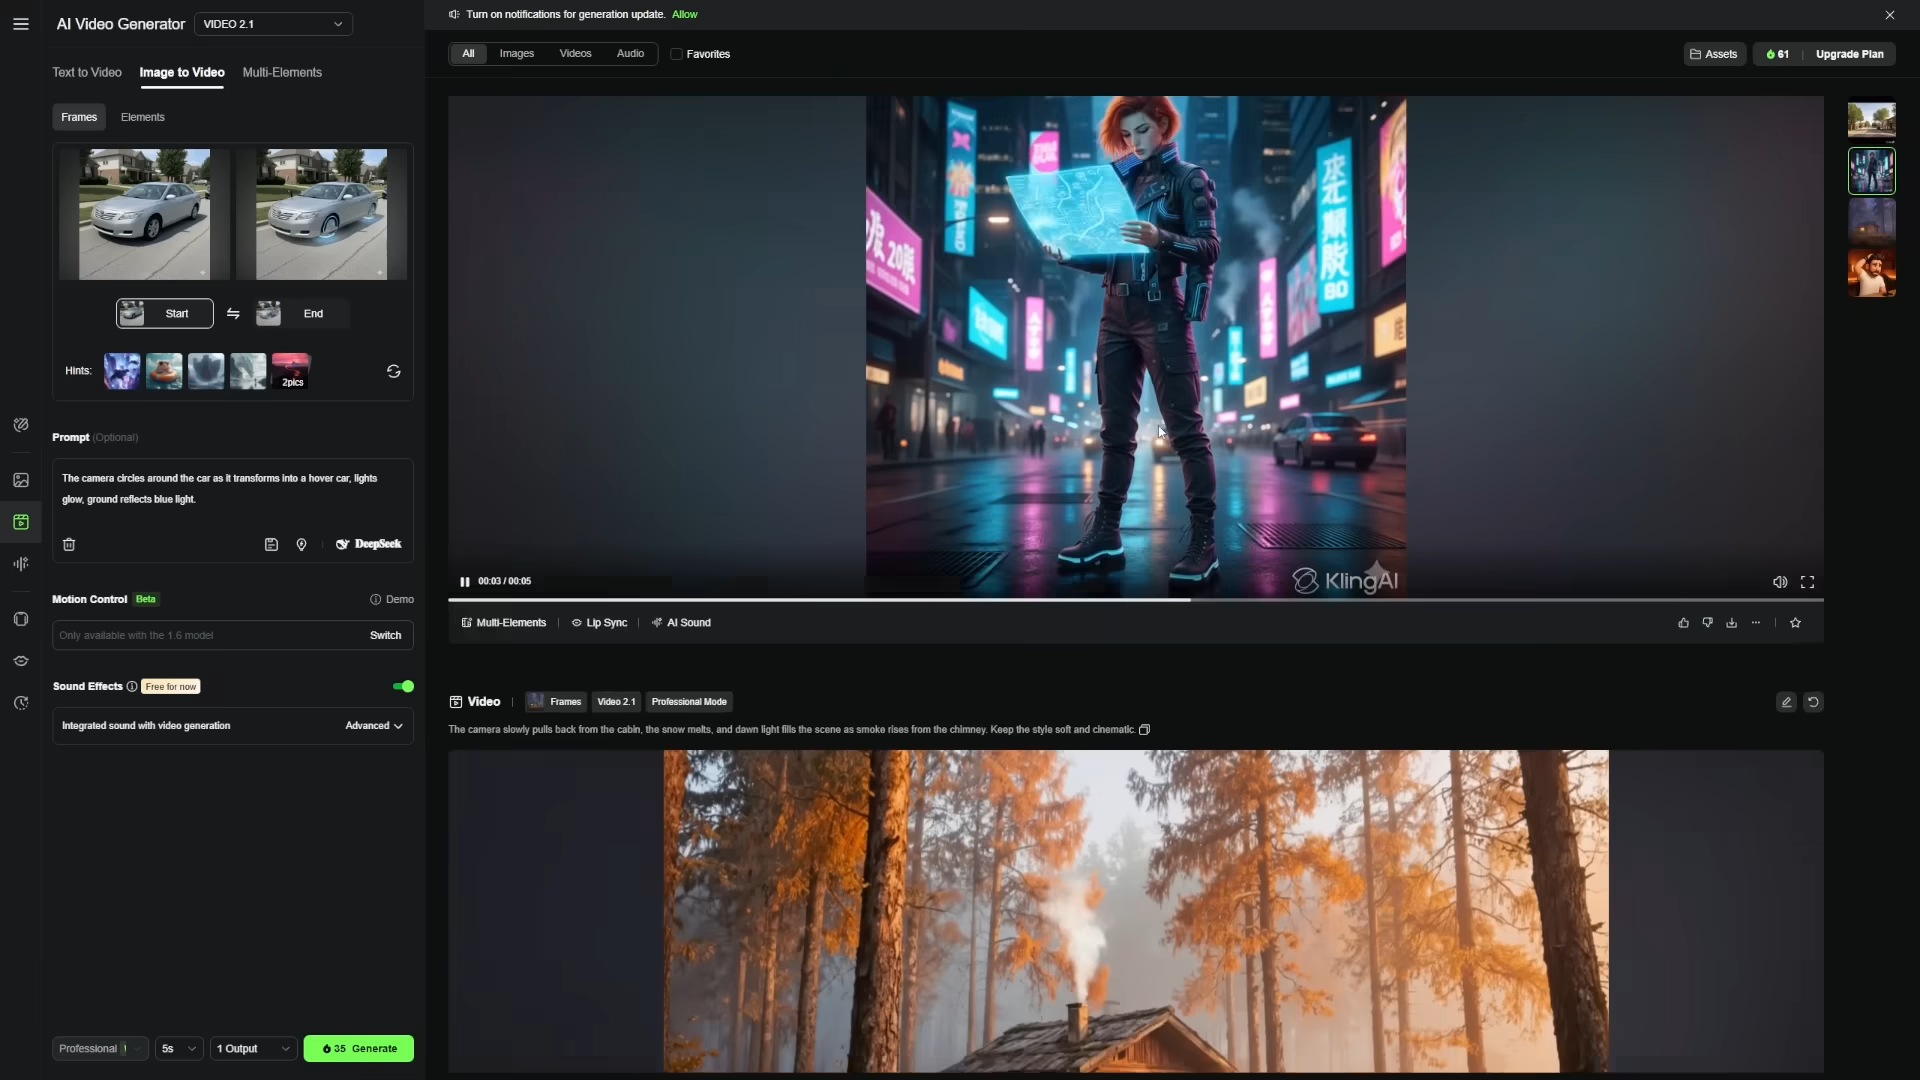 Turn on notifications for generation update. Allow
AI Video Generator
VIDEO 2.1
All
Images
Videos
Audio
Favorites
Assets
61
Upgrade Plan
Text to Video
Image to Video
Multi-Elements
Frames
Elements
Start
End
Hints:
2pics
Prompt (Optional)
The camera circles around the car as it transforms into a hover car, lights
glow, ground reflects blue light.
DeepSeek
Motion Control
Beta
Demo
Only available with the 1.6 model
Switch
Sound Effects
Free for now
Integrated sound with video generation
Advanced
Professional
5s
1 Output
35 Generate
KlingAI
00:03 / 00:05
Multi-Elements
Lip Sync
AI Sound
Video
Frames
Video 2.1
Professional Mode
The camera slowly pulls back from the cabin, the snow melts, and dawn light fills the scene as smoke rises from the chimney. Keep the style soft and cinematic.